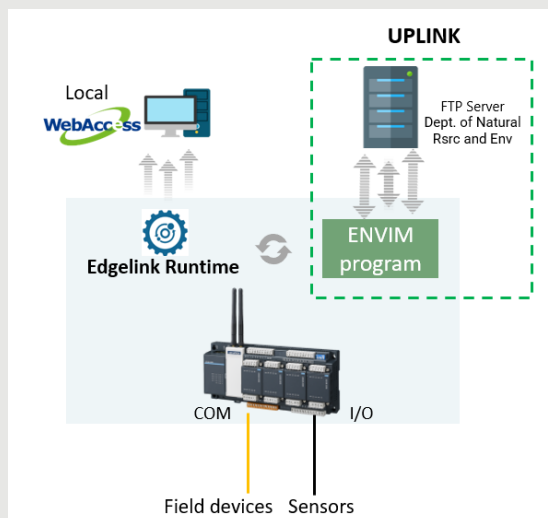 UPLINK
Local
WebAccess
FTP Server
Dept. of Natural
Rsrc and Env
Edgelink Runtime
ENVIM
program
COM
I/O
Field devices
Sensors